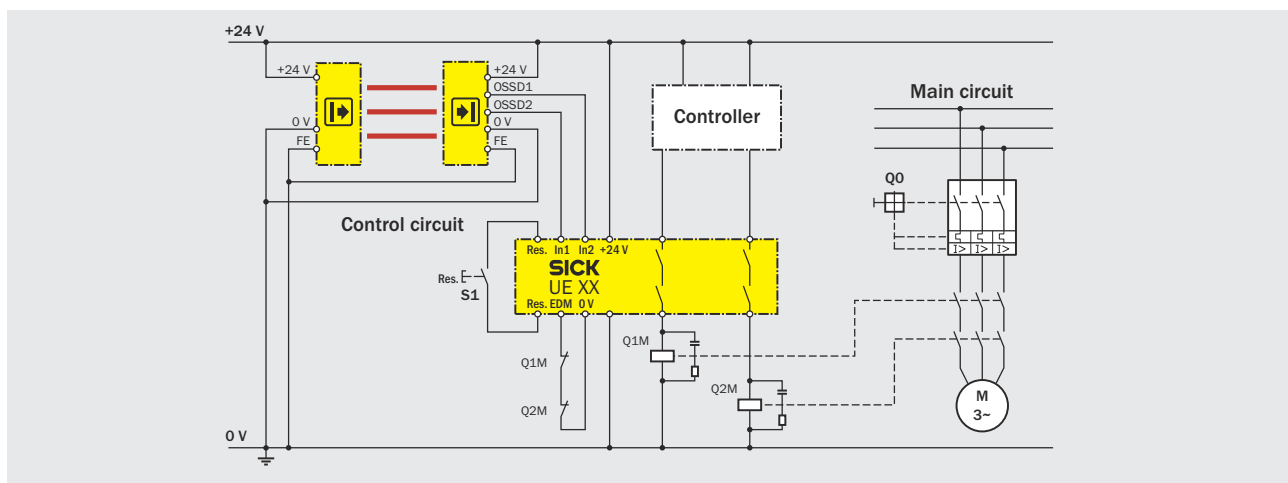 +24 V
+24 V
0 V
FE
+24 V
OSSD1
OSSD2
0 V
FE
Controller
Main circuit
Q0
I> I> I>
Control circuit
Res. In1 In2 +24 V
SICK
UE XX
Res. EDM 0 V
Res.
S1
Q1M
Q2M
Q1M
Q2M
M
3~
0 V